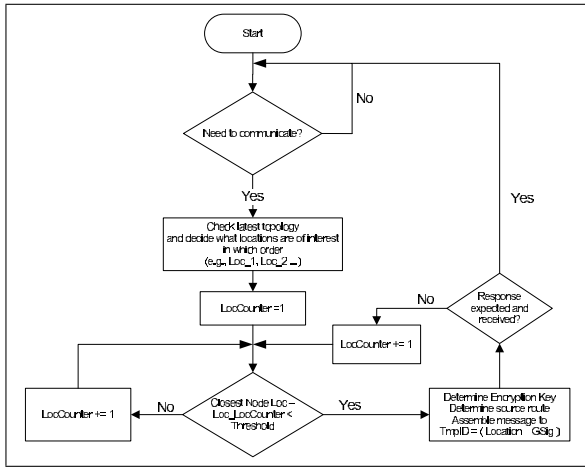 Start
No
Need to communicate?
Yes
Yes
Check latest topology
and decide what locations are of interest
in which order
(e.g., Loc_1, Loc_2 ...)
LocCounter =1
No
Response
expected and
received?
LocCounter += 1
LocCounter += 1
No
Closest Node Loc –
Loc_LocCounter <
Threshold
Yes
Determine Encryption Key
Determine source route
Assemble message to
TmpID = ( Location GSig )